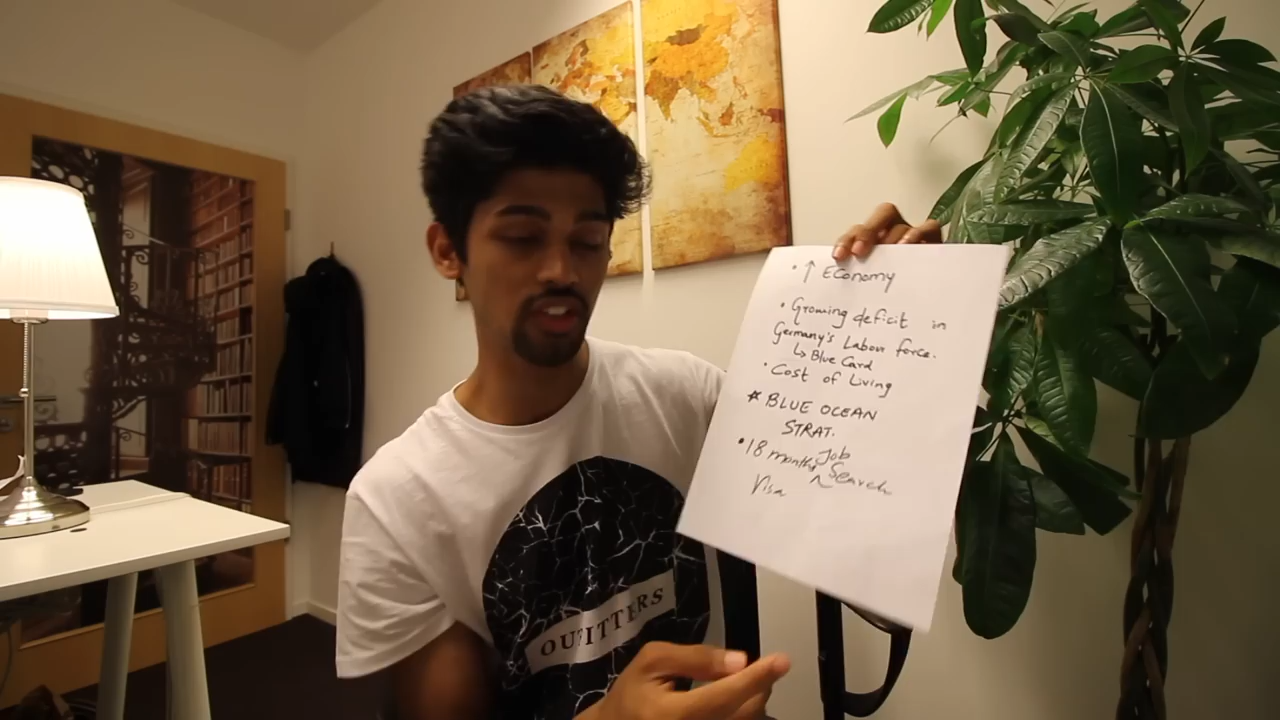 • ↑ Economy
• Growing deficit in
Germany's Labour force.
↳ Blue Card
• Cost of Living
* BLUE OCEAN
STRAT.
• 18 months Job
Search
Visa
OUTFITTERS